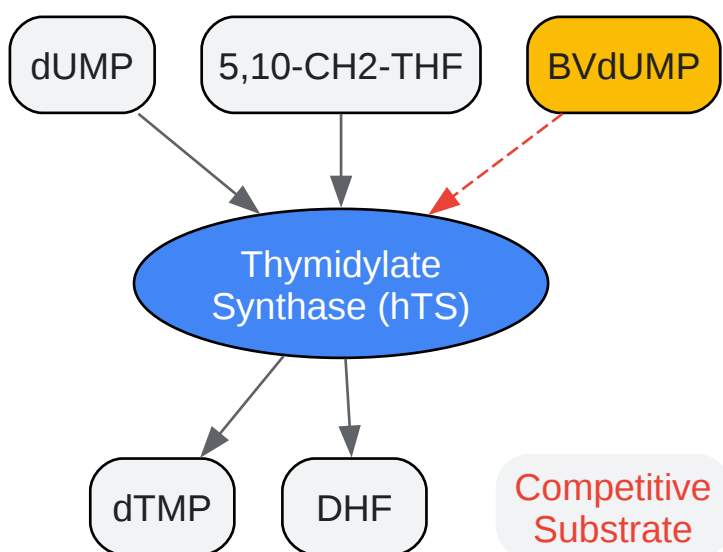 dUMP
5,10-CH2-THF
BVdUMP
Thymidylate
Synthase (hTS)
dTMP
DHF
Competitive
Substrate